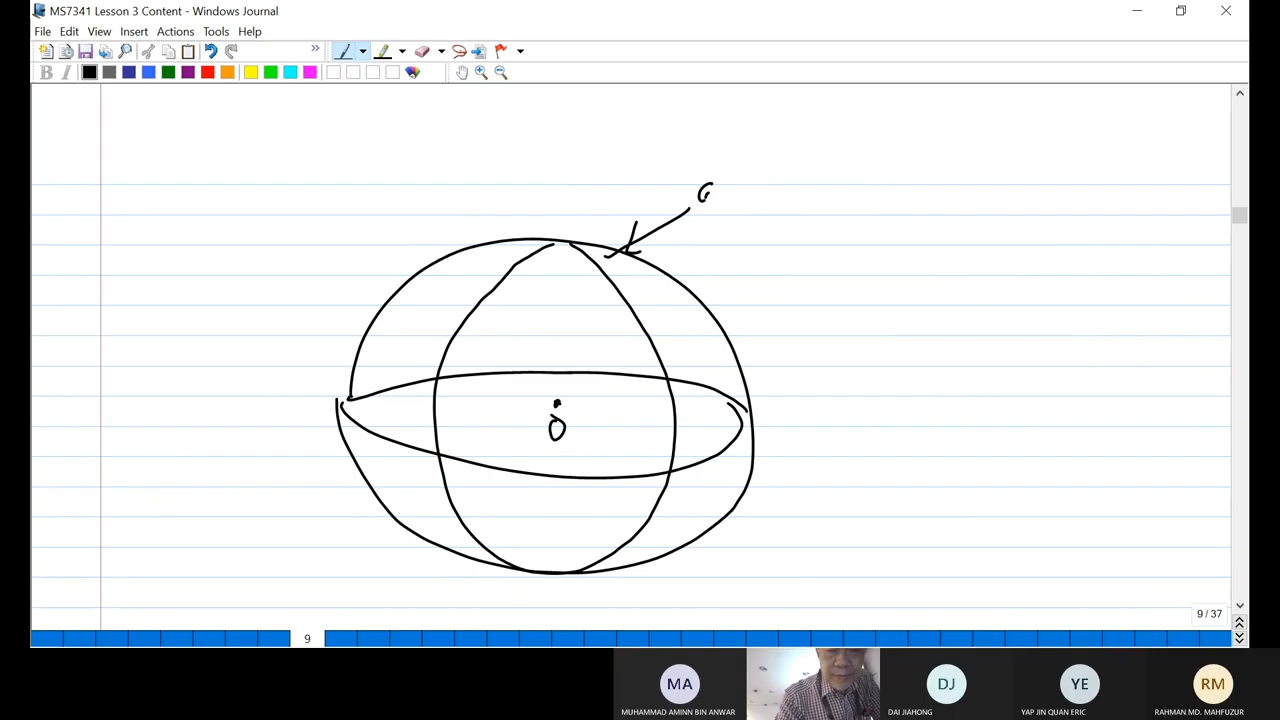 MS7341 Lesson 3 Content - Windows Journal
File Edit View Insert Actions Tools Help
B I
0
9 / 37
9
MA
DJ
YE
RM
MUHAMMAD AMINN BIN ANWAR
DAI JIAHONG
YAP JIN QUAN ERIC
RAHMAN MD. MAHFUZUR